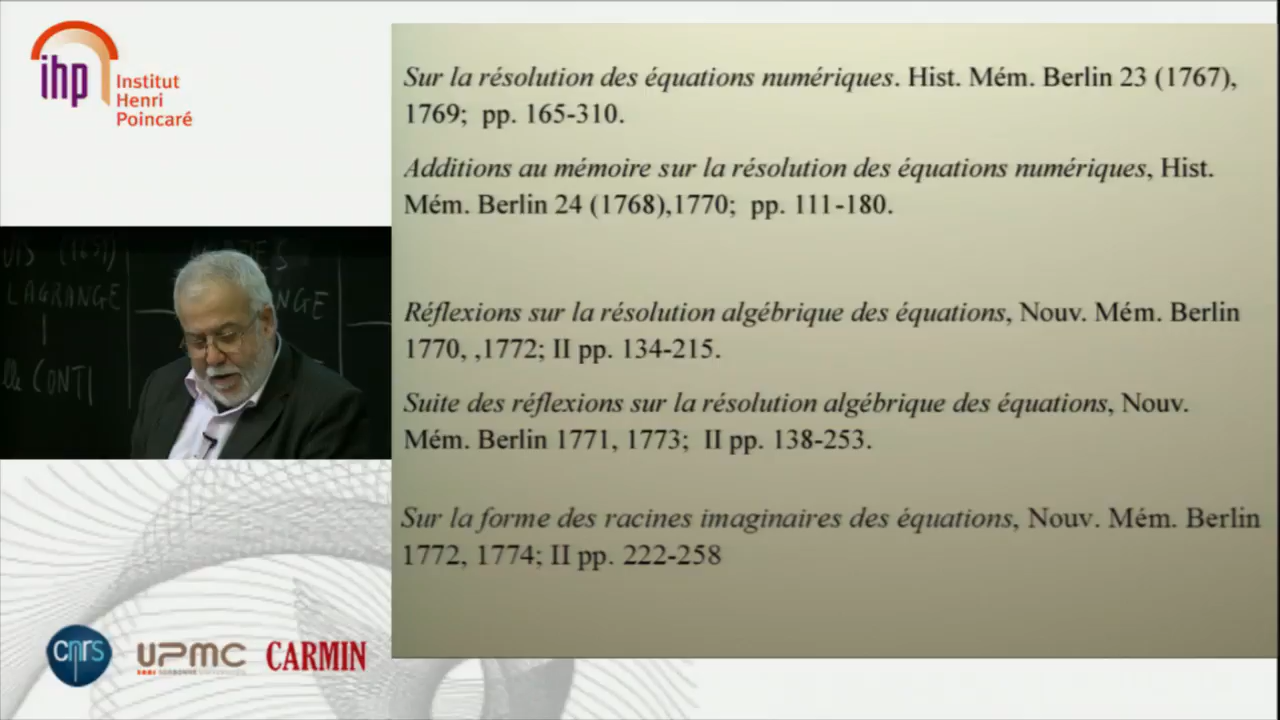 ihp
Institut
Henri
Poincaré
Sur la résolution des équations numériques. Hist. Mém. Berlin 23 (1767),
1769; pp. 165-310.
Additions au mémoire sur la résolution des équations numériques, Hist.
Mém. Berlin 24 (1768),1770; pp. 111-180.
Réflexions sur la résolution algébrique des équations, Nouv. Mém. Berlin
1770, ,1772; II pp. 134-215.
Suite des réflexions sur la résolution algébrique des équations, Nouv.
Mém. Berlin 1771, 1773; II pp. 138-253.
Sur la forme des racines imaginaires des équations, Nouv. Mém. Berlin
1772, 1774; II pp. 222-258
LAGRANGE
CONTI
cnrs
UPMC
CARMIN